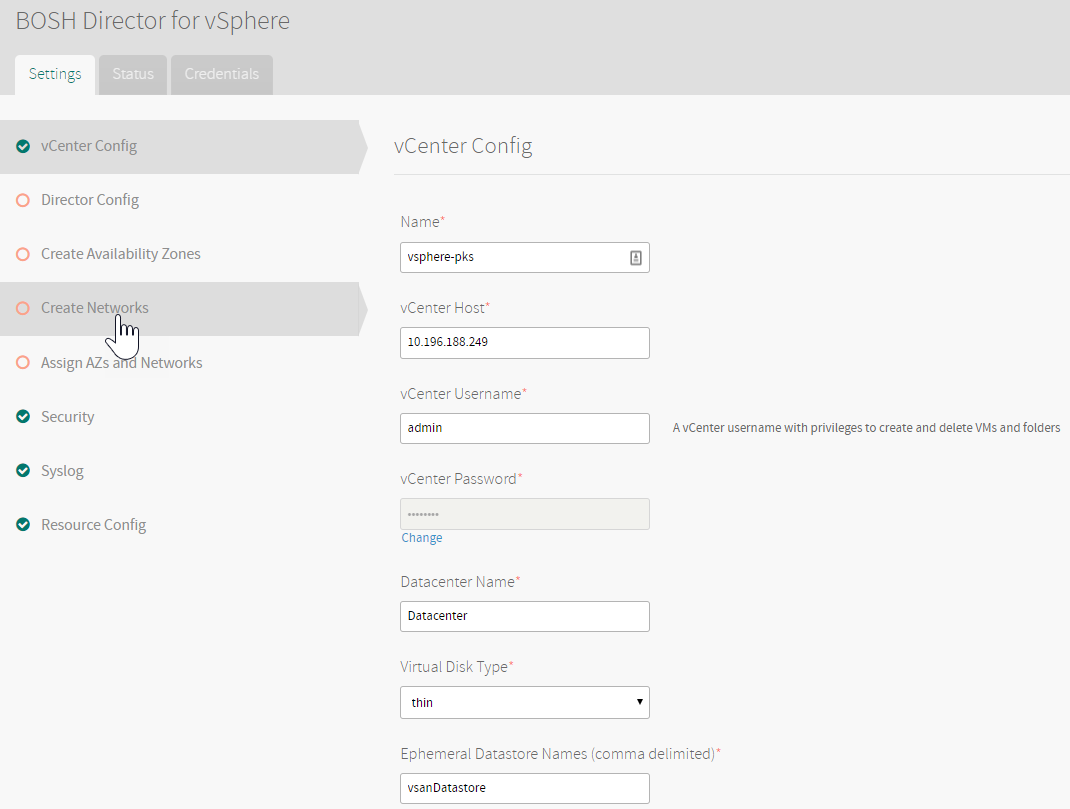 BOSH Director for vSphere
Settings
Status
Credentials
vCenter Config
Director Config
Create Availability Zones
Create Networks
Assign AZs and Networks
Security
Syslog
Resource Config
vCenter Config
Name*
vsphere-pks
vCenter Host*
10.196.188.249
vCenter Username*
admin
A vCenter username with privileges to create and delete VMs and folders
vCenter Password*
••••••••
Change
Datacenter Name*
Datacenter
Virtual Disk Type*
thin
Ephemeral Datastore Names (comma delimited)*
vsanDatastore